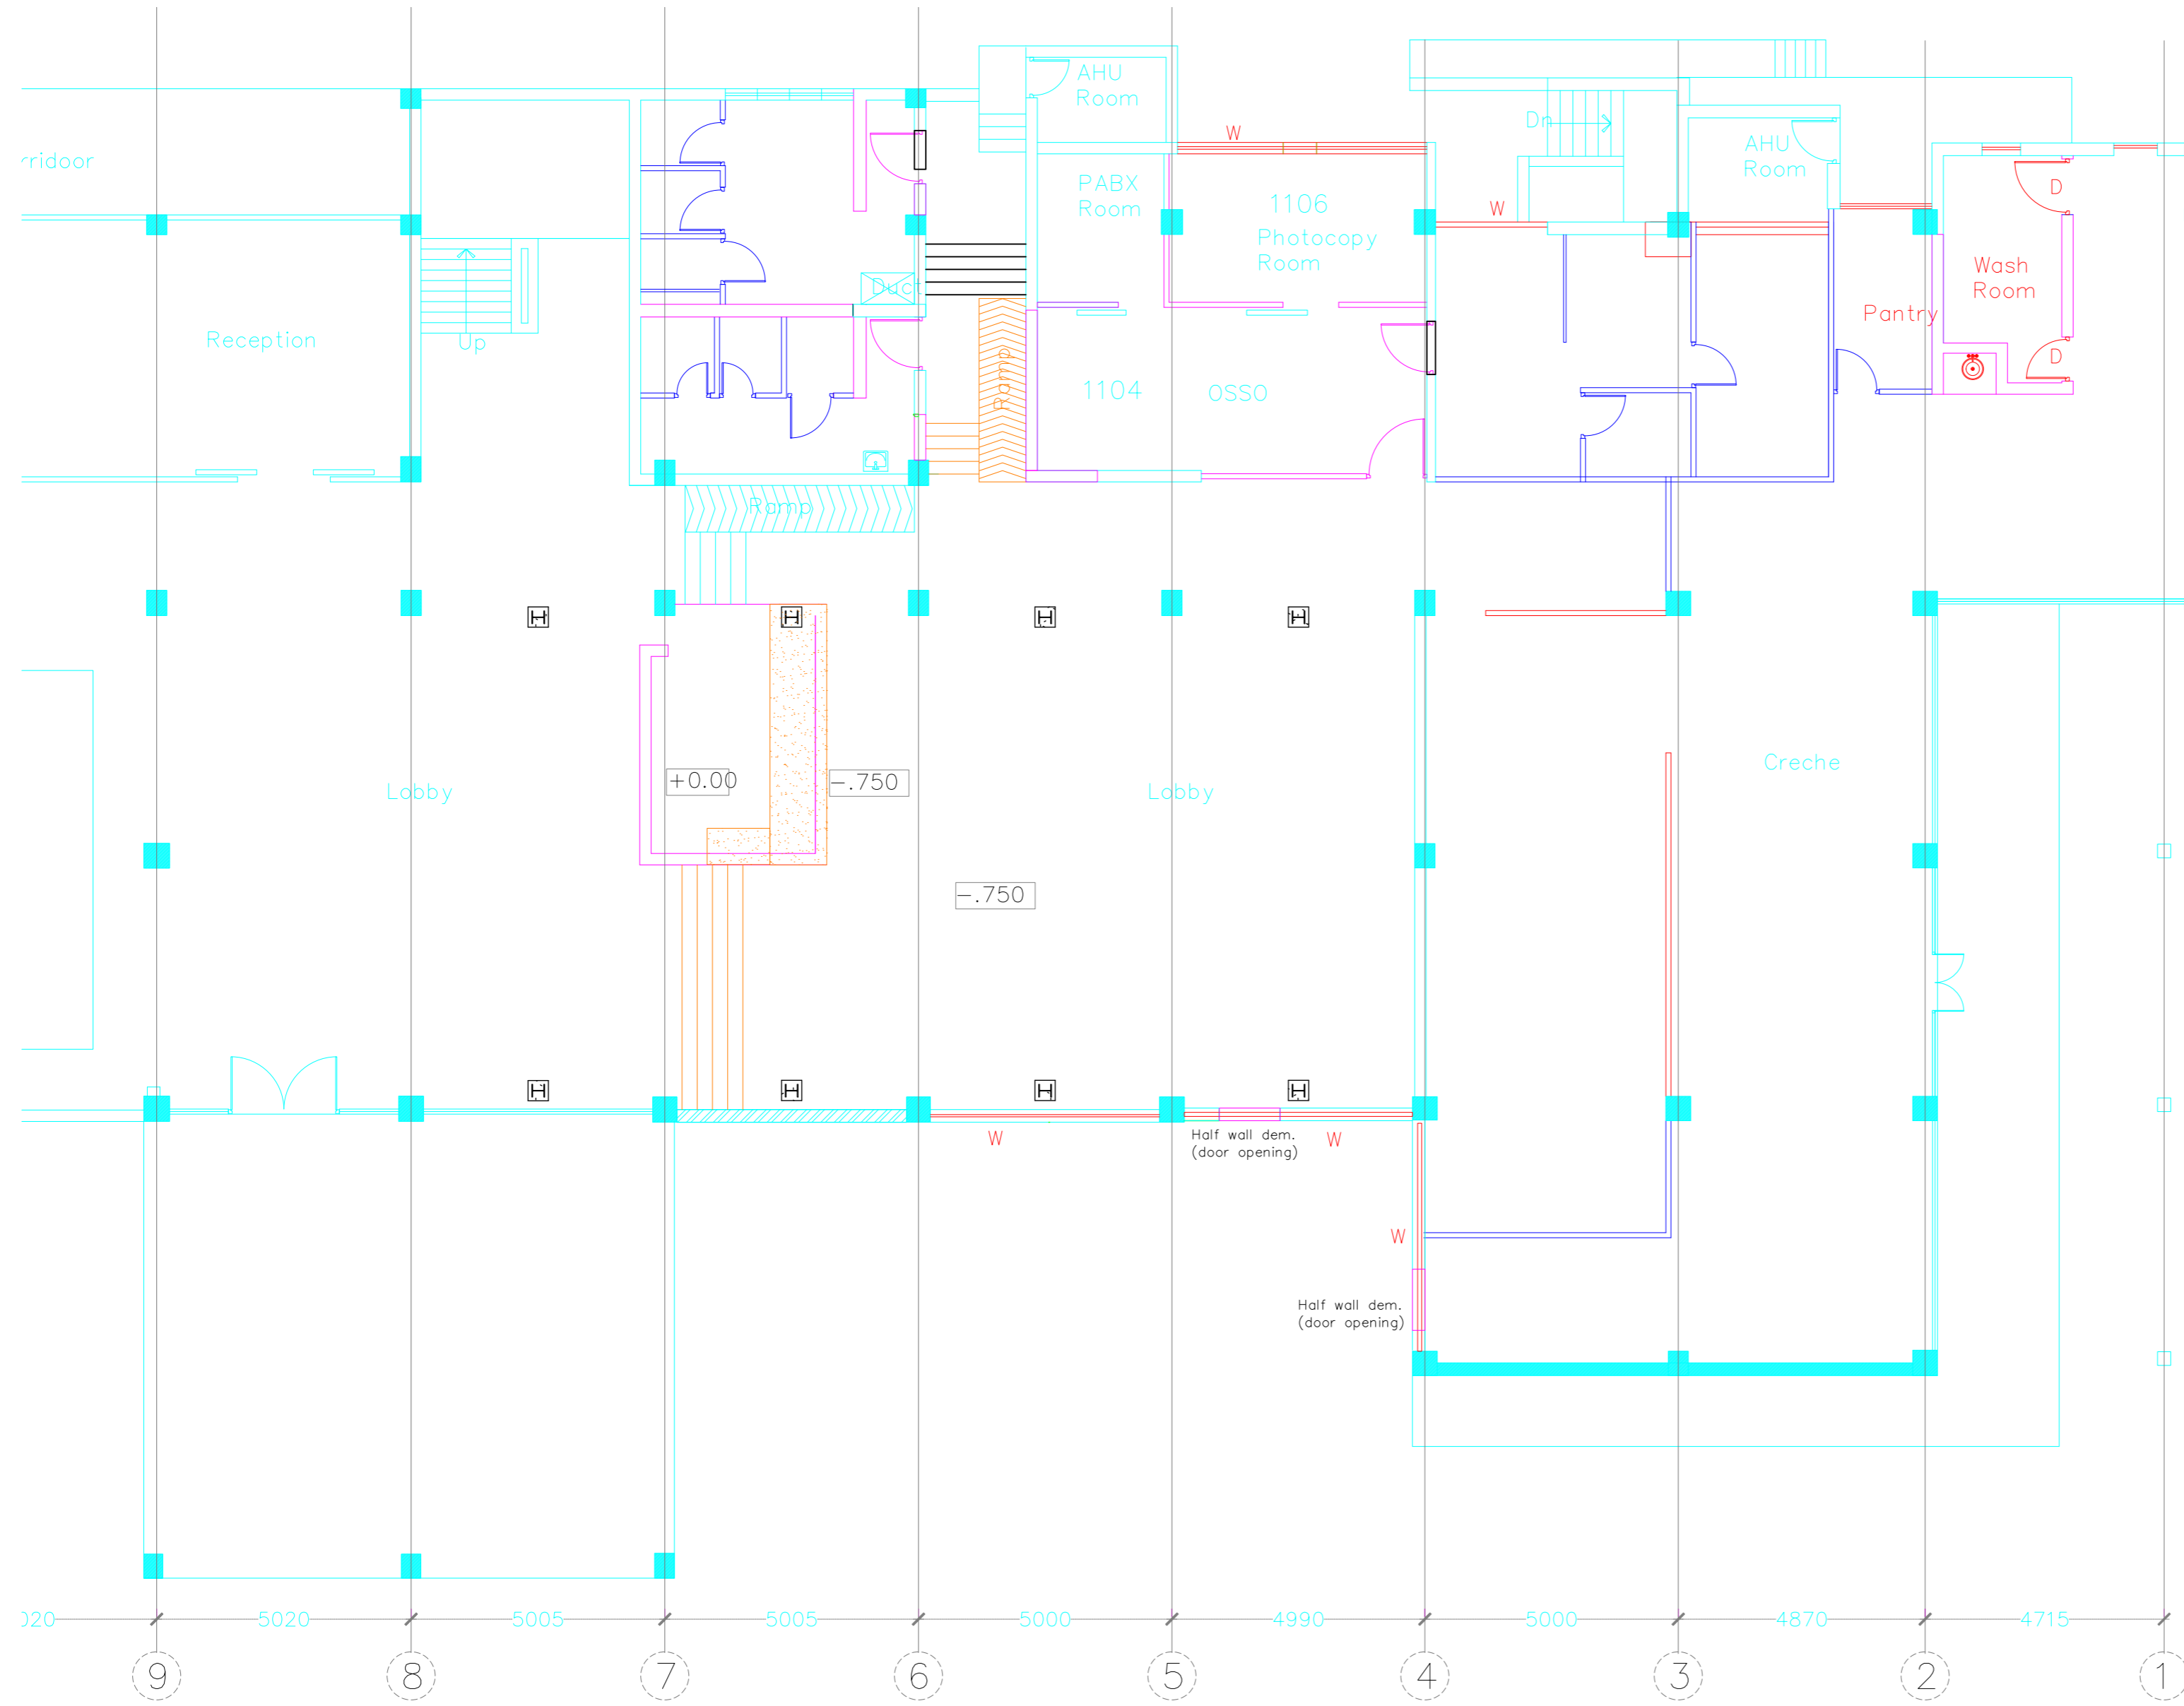 AHU
Room
W
Dn
AHU
Room
rridoor
PABX
Room
1106
Photocopy
Room
W
D
Wash
Room
Duct
Pantry
Reception
Up
Ramp
D
1104
OSSO
Ramp
H
H
H
H
+0.00
-.750
Lobby
Lobby
Creche
-.750
H
H
H
H
W
Half wall dem.
(door opening)
W
W
Half wall dem.
(door opening)
020
5020
5005
5005
5000
4990
5000
4870
4715
9
8
7
6
5
4
3
2
1